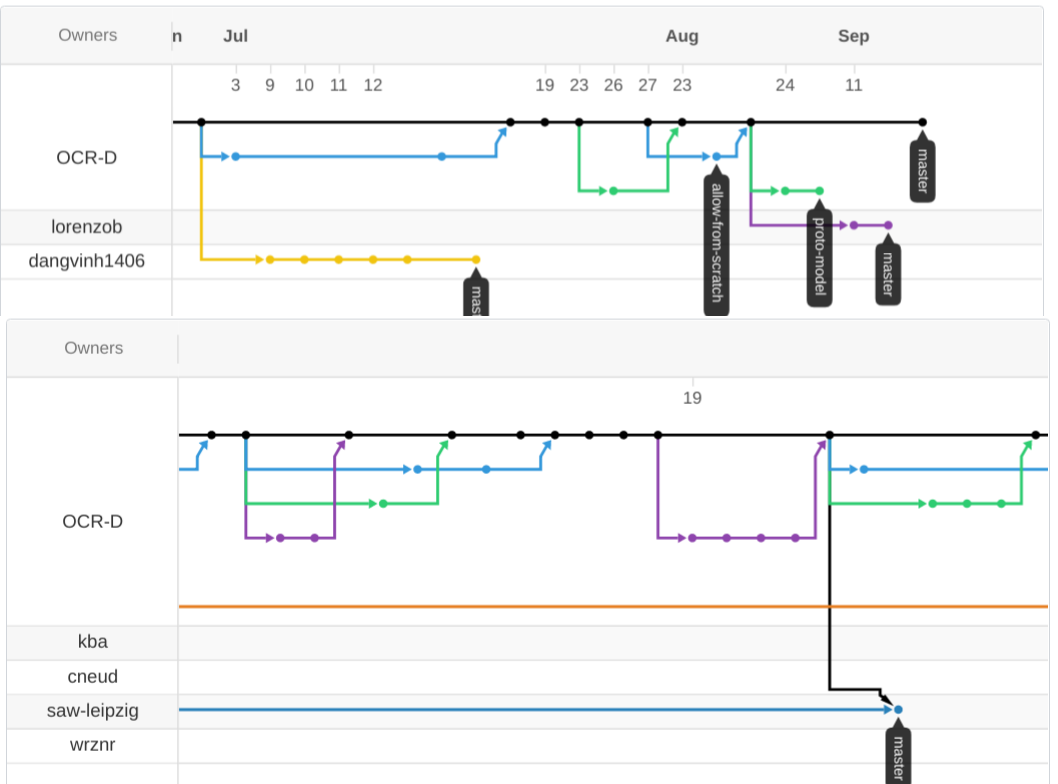 Owners
n Jul Aug Sep
3 9 10 11 12 19 23 26 27 23 24 11
OCR-D
master
lorenzob
allow-from-scratch
proto-model
master
dangvinh1406
mas
Owners
19
OCR-D
kba
cneud
saw-leipzig
wrznr
master